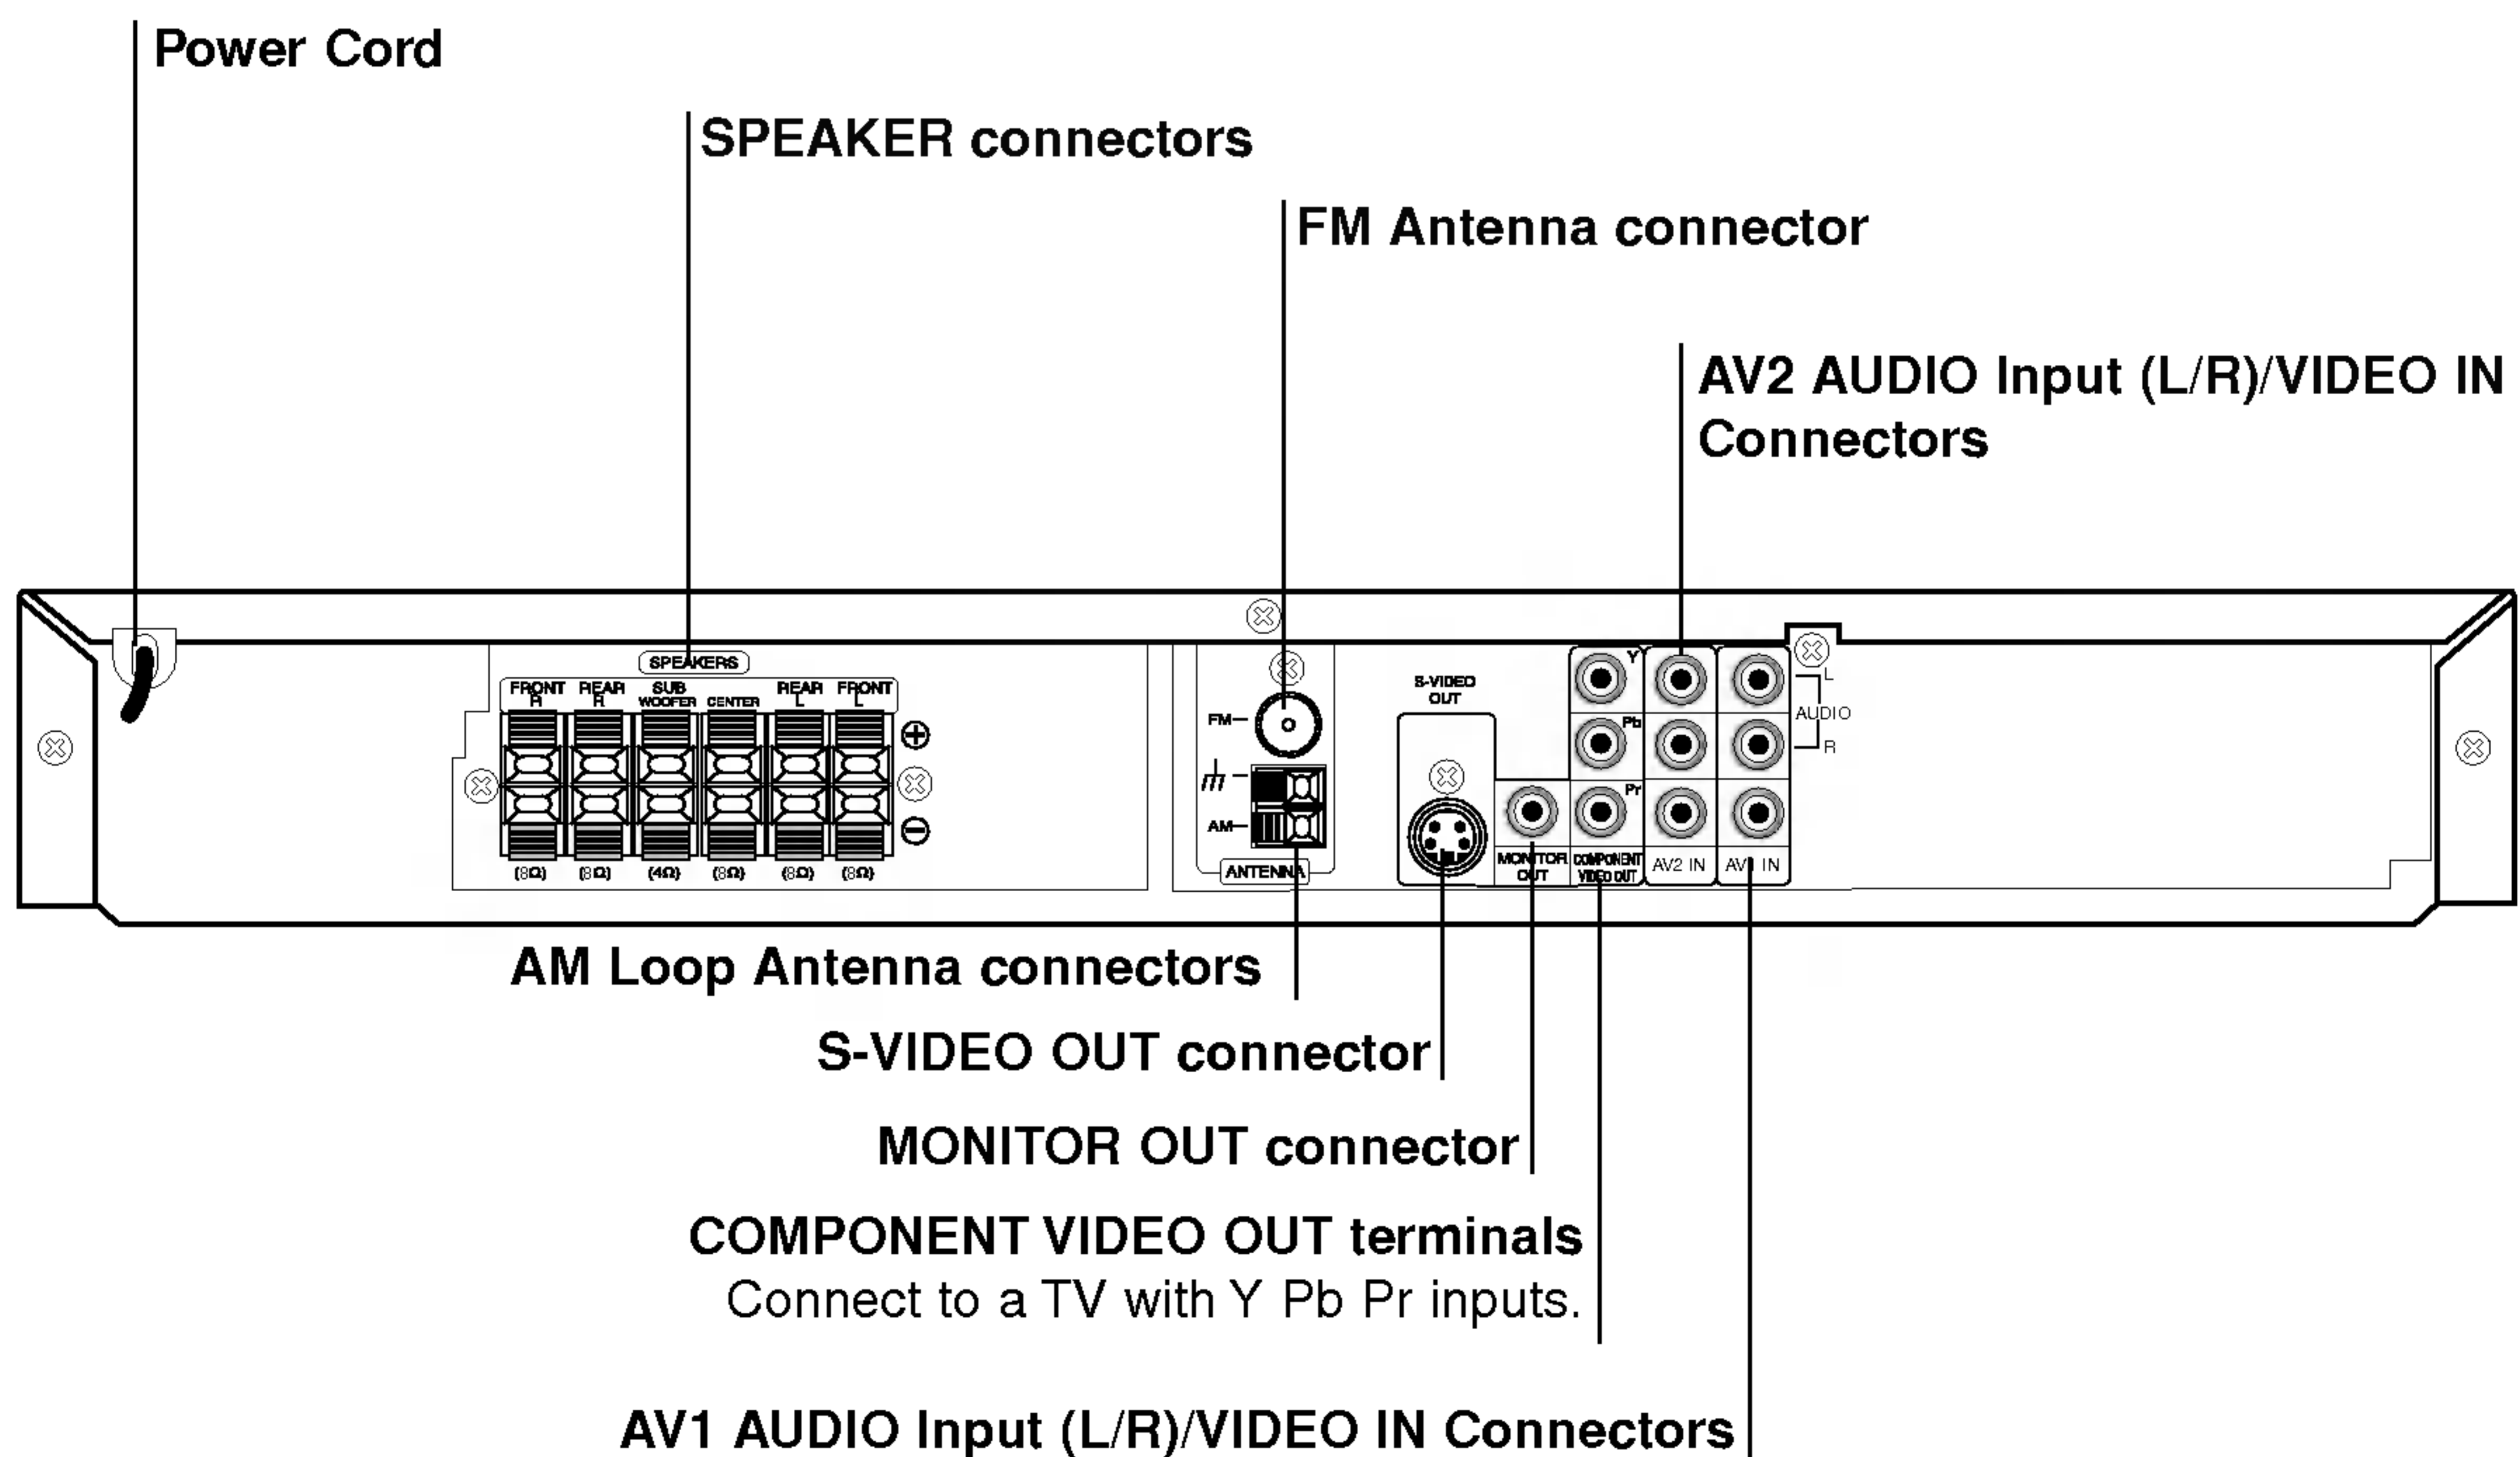 Power Cord
SPEAKER connectors
FM Antenna connector
AV2 AUDIO Input (L/R)/VIDEO IN
Connectors
SPEAKERS
FRONT R
REAR R
SUB WOOFER
CENTER
REAR L
FRONT L
(8Ω) (8Ω) (4Ω) (8Ω) (8Ω) (8Ω)
FM
AM
ANTENNA
S-VIDEO
OUT
MONITOR
OUT
Y
Pb
Pr
COMPONENT
VIDEO OUT
AV2 IN
AV1 IN
L
AUDIO
R
AM Loop Antenna connectors
S-VIDEO OUT connector
MONITOR OUT connector
COMPONENT VIDEO OUT terminals
Connect to a TV with Y Pb Pr inputs.
AV1 AUDIO Input (L/R)/VIDEO IN Connectors